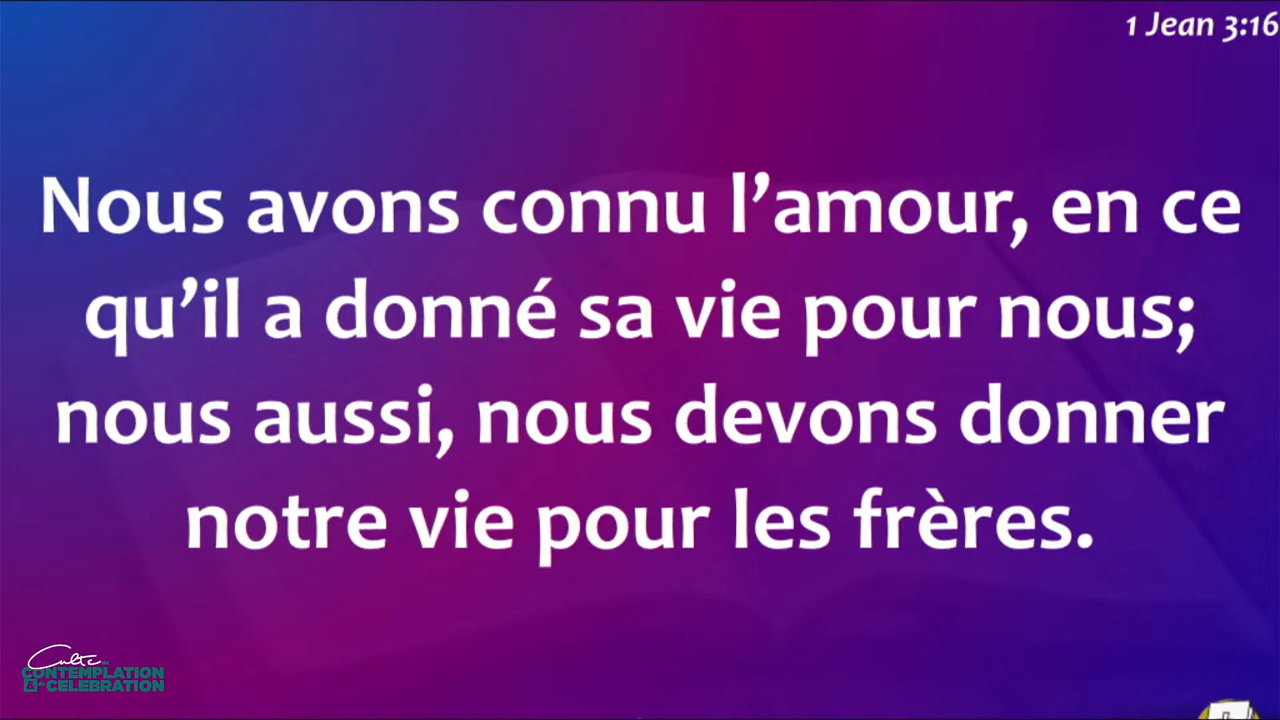 1 Jean 3:16
Nous avons connu l’amour, en ce
qu’il a donné sa vie pour nous;
nous aussi, nous devons donner
notre vie pour les frères.
Culte
CONTEMPLATION
& CELEBRATION